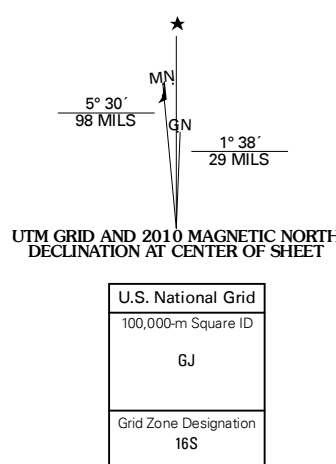 ★
MN
5° 30´
98 MILS
GN
1° 38´
29 MILS
UTM GRID AND 2010 MAGNETIC NORTH
DECLINATION AT CENTER OF SHEET
U.S. National Grid
100,000-m Square ID
GJ
Grid Zone Designation
16S